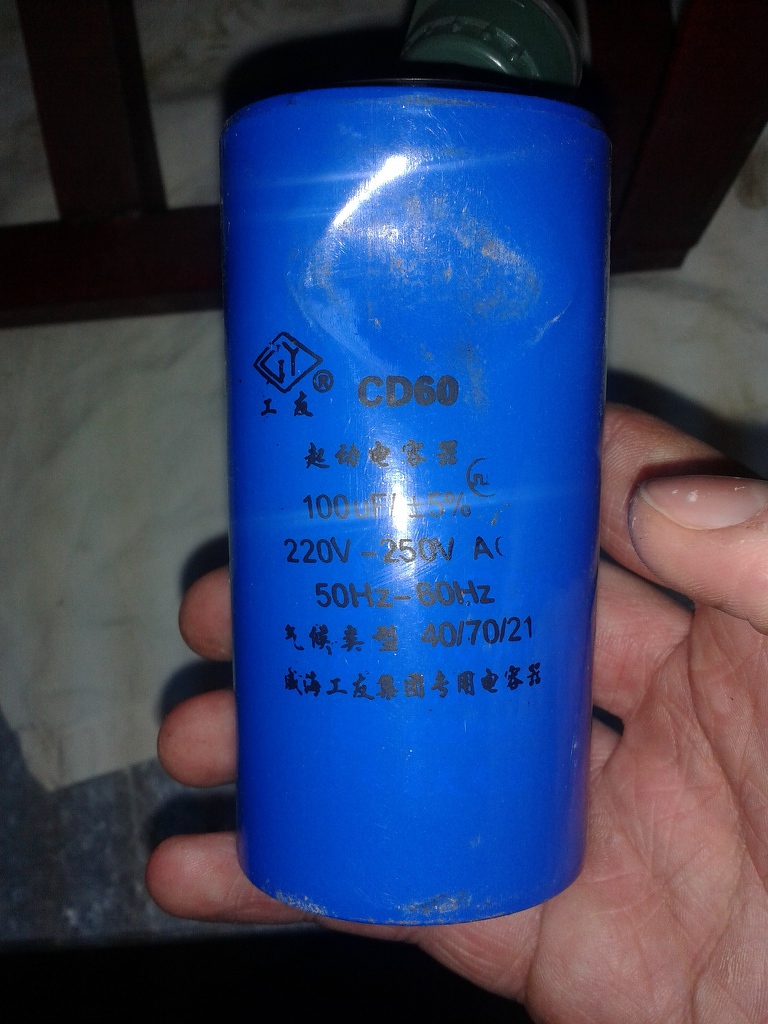 GY® CD60
工友
起动电容器
100uF/±5%
220V-250V AC
50Hz-60Hz
气候类型 40/70/21
威海工友集团专用电容器